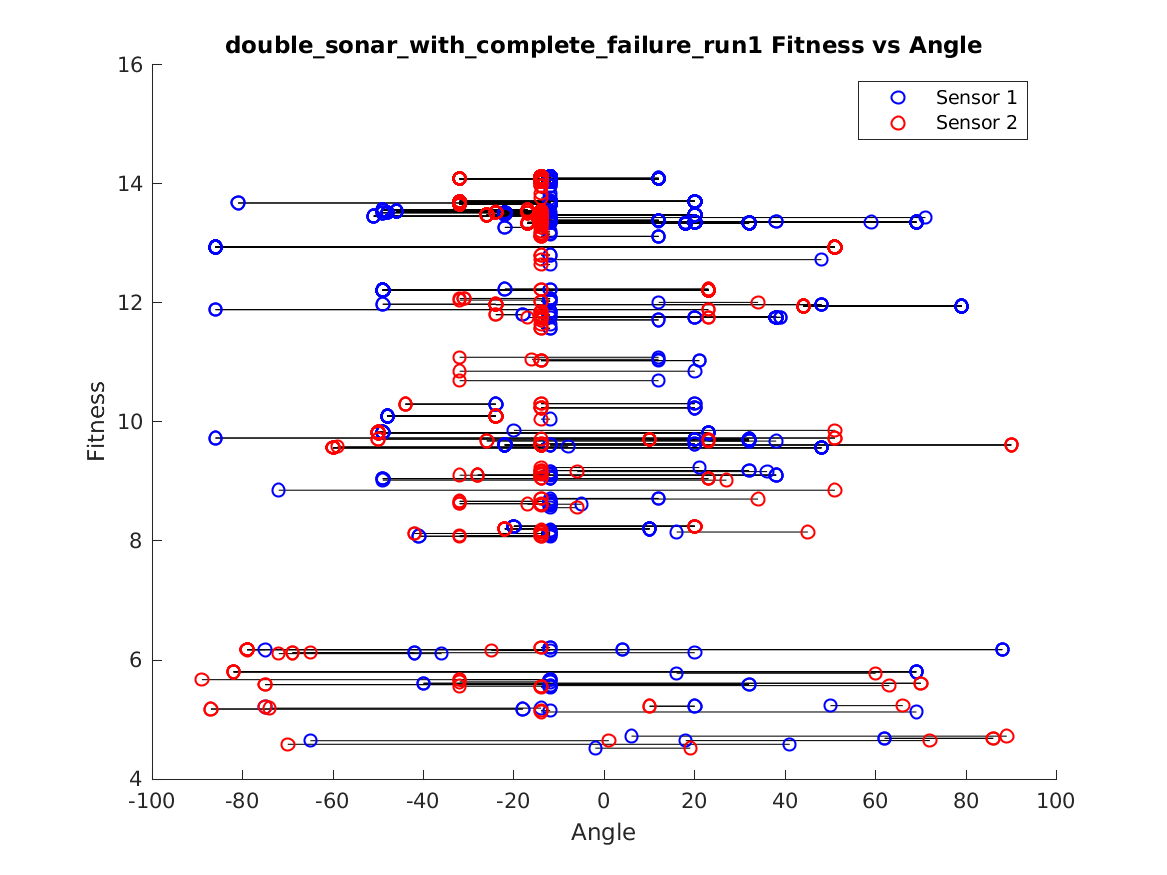 double_sonar_with_complete_failure_run1 Fitness vs Angle
Sensor 1
Sensor 2
Fitness
16
14
12
10
8
6
4
-100 -80 -60 -40 -20 0 20 40 60 80 100
Angle